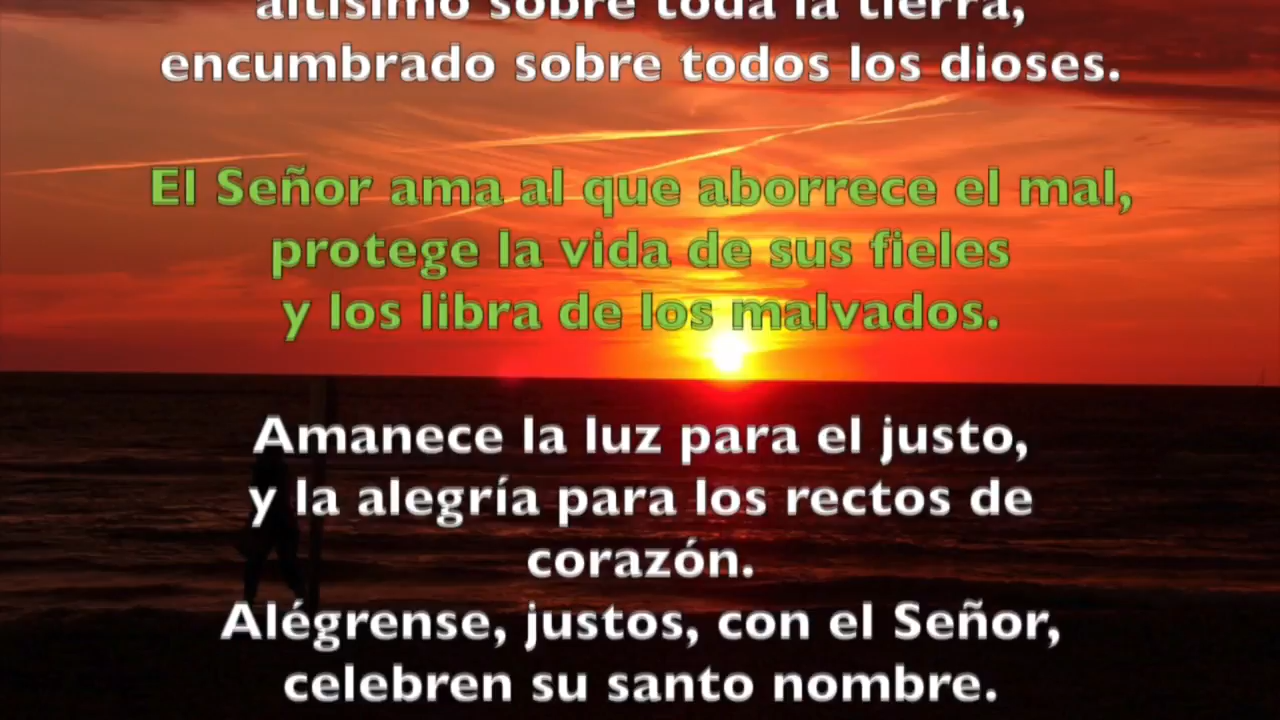 altísimo sobre toda la tierra,
encumbrado sobre todos los dioses.
El Señor ama al que aborrece el mal,
protege la vida de sus fieles
y los libra de los malvados.
Amanece la luz para el justo,
y la alegría para los rectos de
corazón.
Alégrense, justos, con el Señor,
celebren su santo nombre.